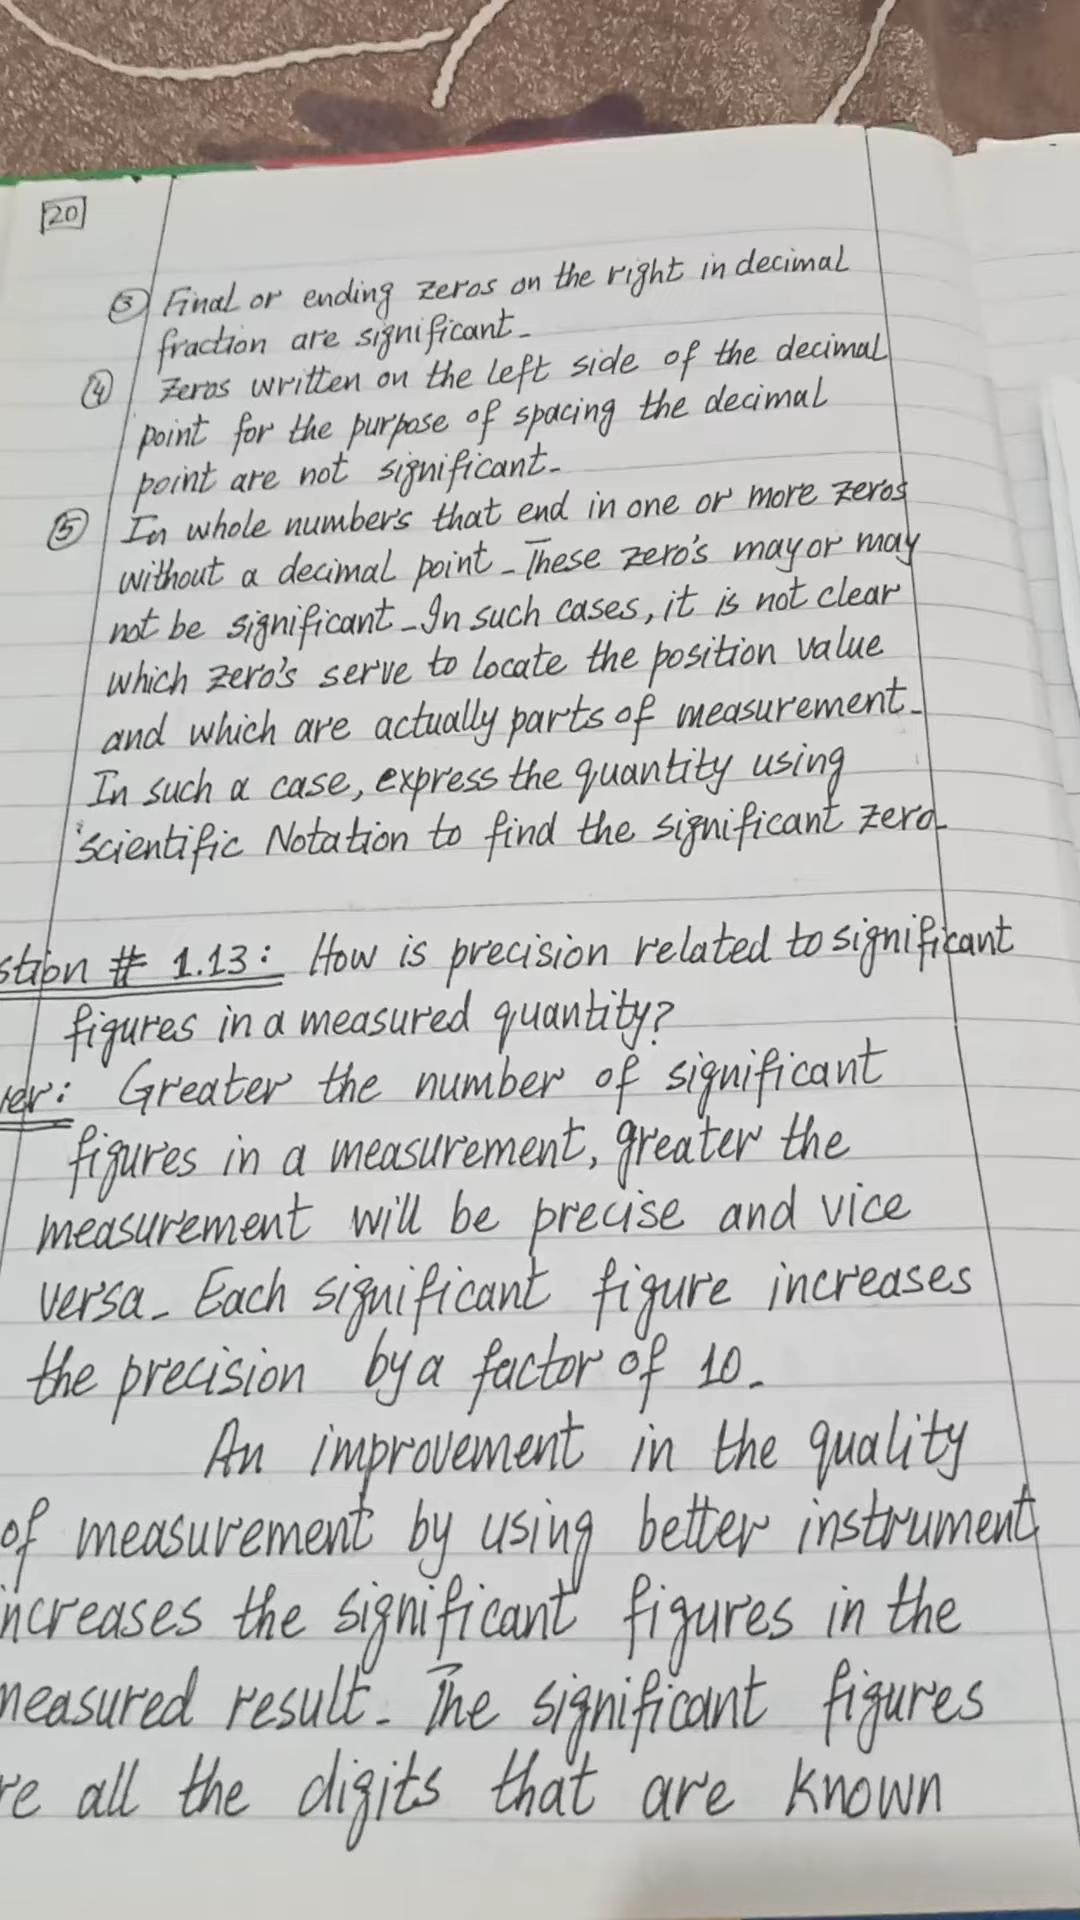 20
③ Final or ending zeros on the right in decimal
fraction are significant.
④ Zeros written on the left side of the decimal
point for the purpose of spacing the decimal
point are not significant.
⑤ In whole numbers that end in one or more zeros
without a decimal point. These zero's may or may
not be significant. In such cases, it is not clear
which zero's serve to locate the position value
and which are actually parts of measurement.
In such a case, express the quantity using
scientific Notation to find the significant zero.
stion # 1.13: How is precision related to significant
figures in a measured quantity?
er: Greater the number of significant
figures in a measurement, greater the
measurement will be precise and vice
versa. Each significant figure increases
the precision by a factor of 10.
An improvement in the quality
of measurement by using better instrument
increases the significant figures in the
measured result. The significant figures
re all the digits that are known